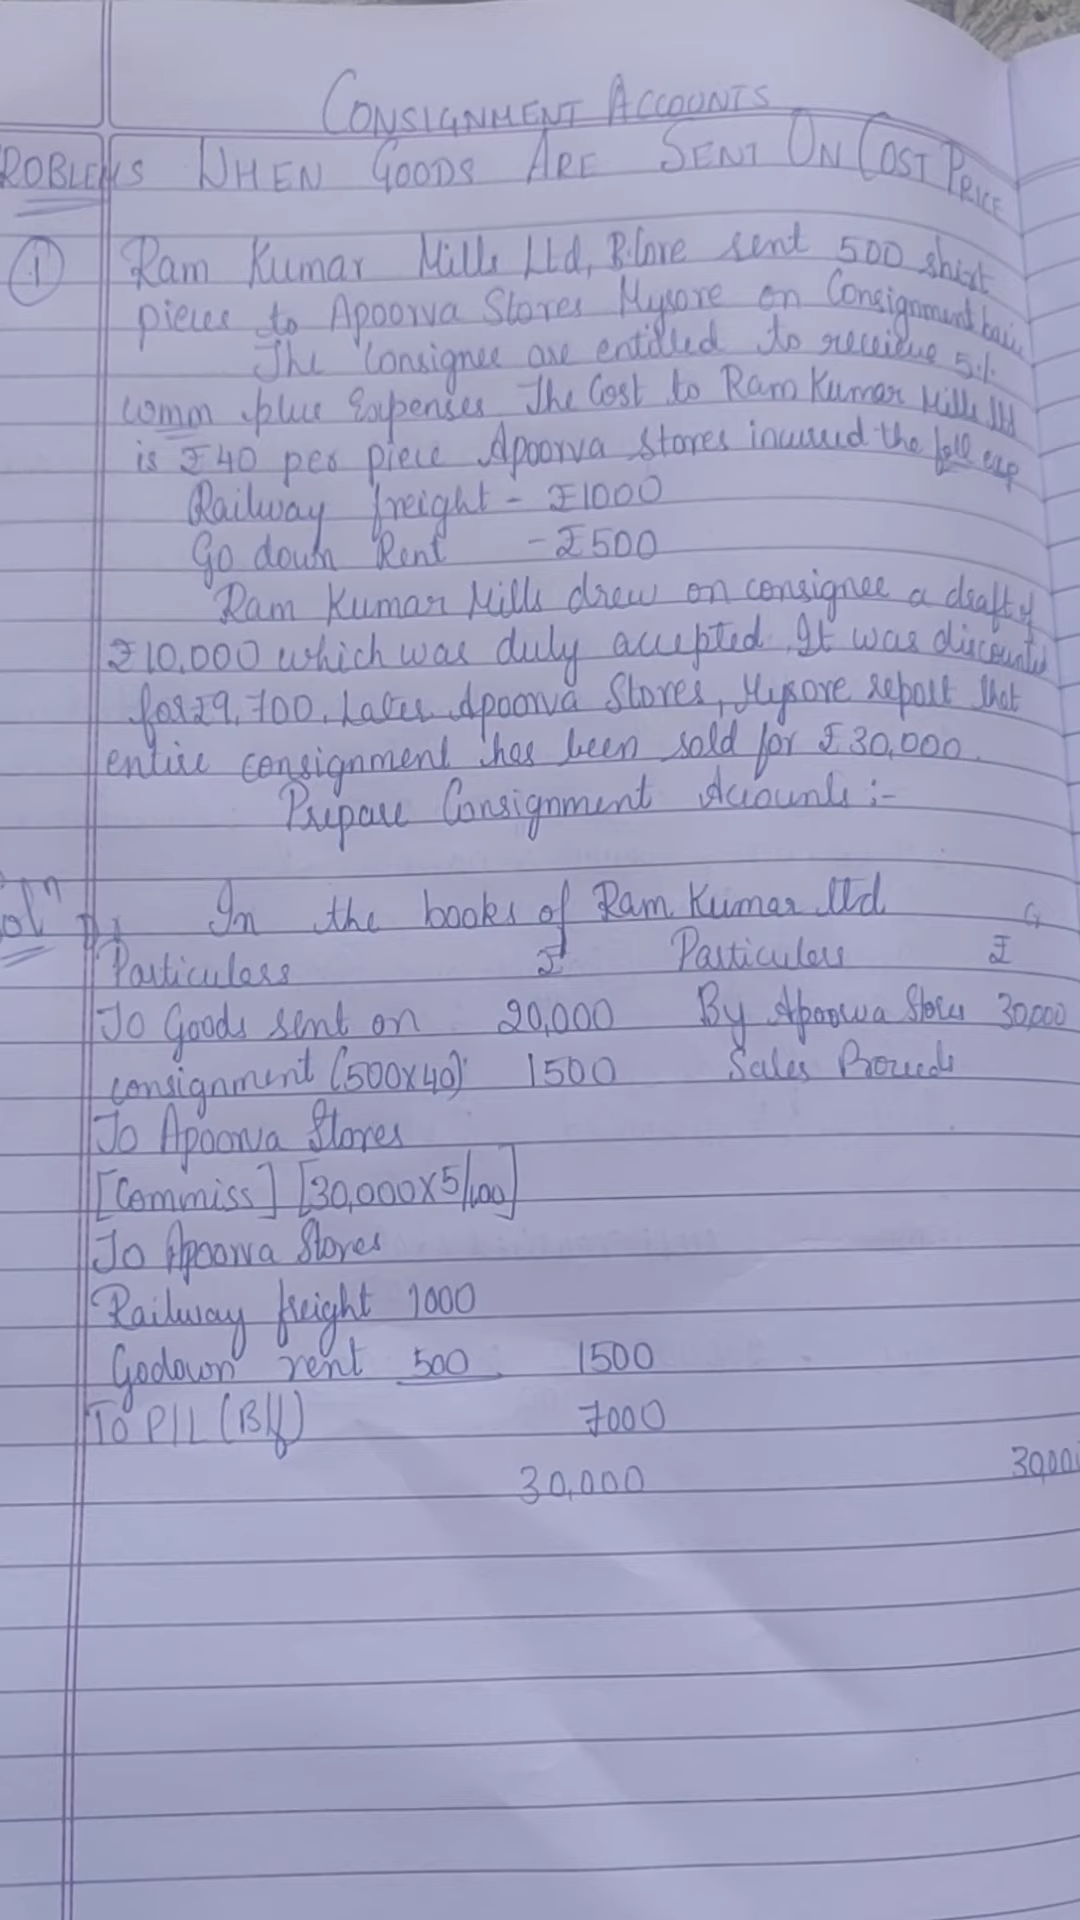 CONSIGNMENT ACCOUNTS
ROBLEMS WHEN GOODS ARE SENT ON COST PRICE
1 Ram Kumar Mills Ltd, B'lore sent 500 shirt
pieces to Apoorva Stores Mysore on Consignment basis
The Consignee are entitled to receive 5%
comm plus Expenses The Cost to Ram Kumar Mills ltd
is ₹40 per piece Apoorva Stores incurred the foll exp
Railway freight - ₹1000
Go down Rent - ₹500
Ram Kumar Mills drew on consignee a draft of
₹10,000 which was duly accepted. It was discounted
for ₹9,700. Later Apoorva Stores, Mysore report that
entire consignment has been sold for ₹30,000.
Prepare Consignment Accounts :-
oln In the books of Ram Kumar ltd
Dr Cr
Particulars ₹ Particulars ₹
To Goods sent on 20,000 By Apoorva Stores 30,000
consignment (500x40) 1500 Sales Proceeds
To Apoorva Stores
[Commiss] [30,000x5/100]
To Apoorva Stores
Railway freight 1000
Godown rent 500 1500
To P/L (B/f) 7000
30,000 30,00